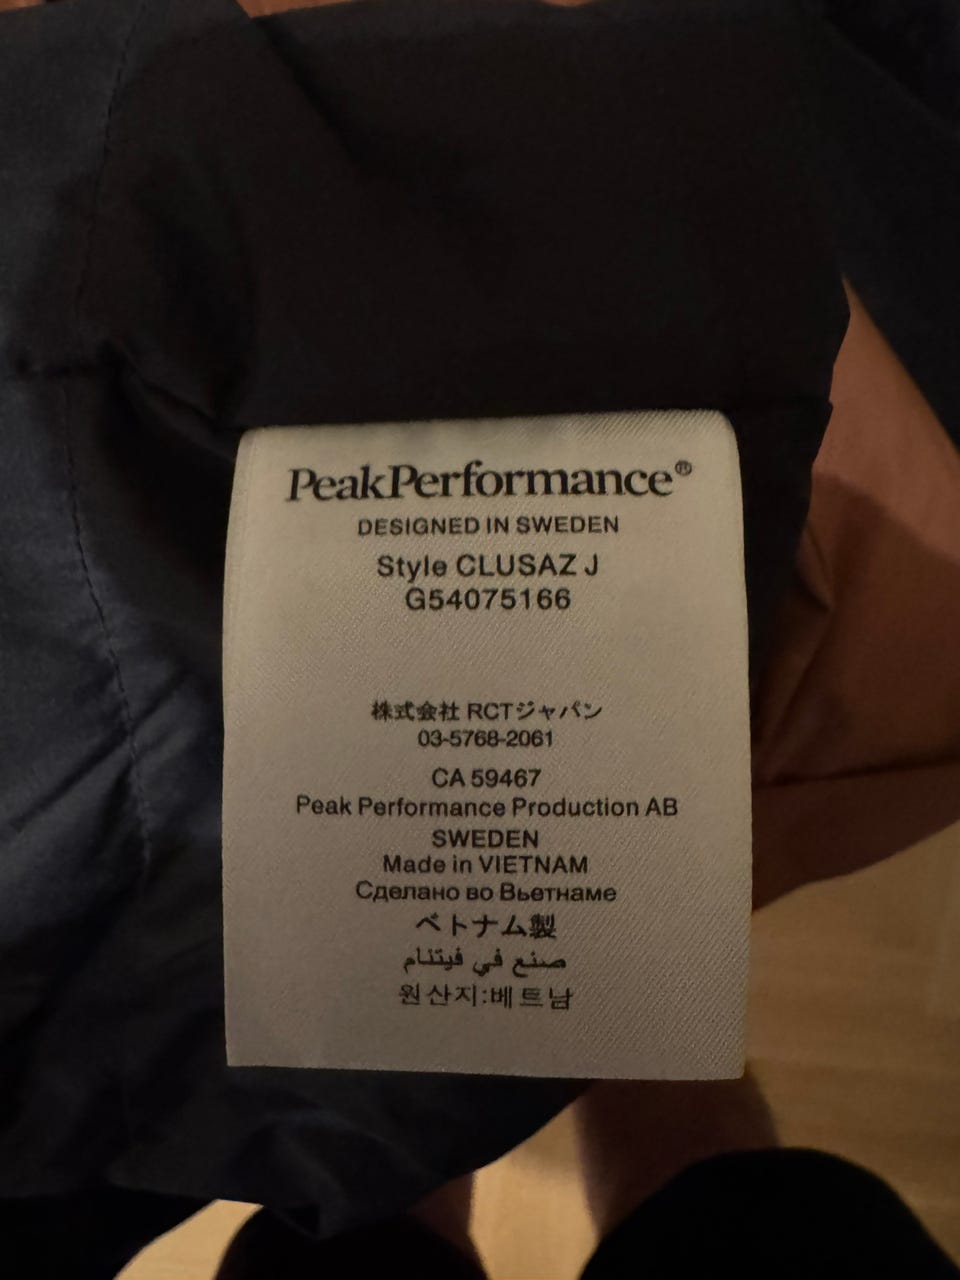 PeakPerformance®
DESIGNED IN SWEDEN
Style CLUSAZ J
G54075166
株式会社 RCTジャパン
03-5768-2061
CA 59467
Peak Performance Production AB
SWEDEN
Made in VIETNAM
Сделано во Вьетнаме
ベトナム製
صنع في فيتنام
원산지:베트남